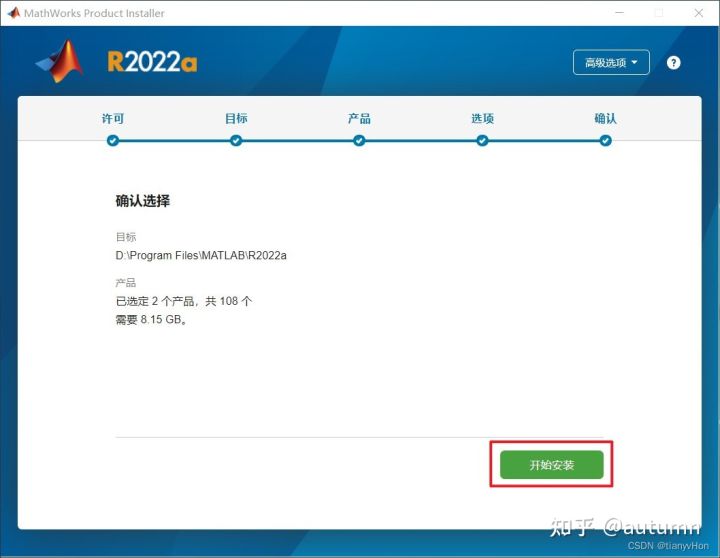 MathWorks Product Installer
R2022a
高级选项
?
许可 目标 产品 选项 确认
确认选择
目标
D:\Program Files\MATLAB\R2022a
产品
已选定 2 个产品，共 108 个
需要 8.15 GB。
开始安装
知乎 @autumn
CSDN @tianyvHon